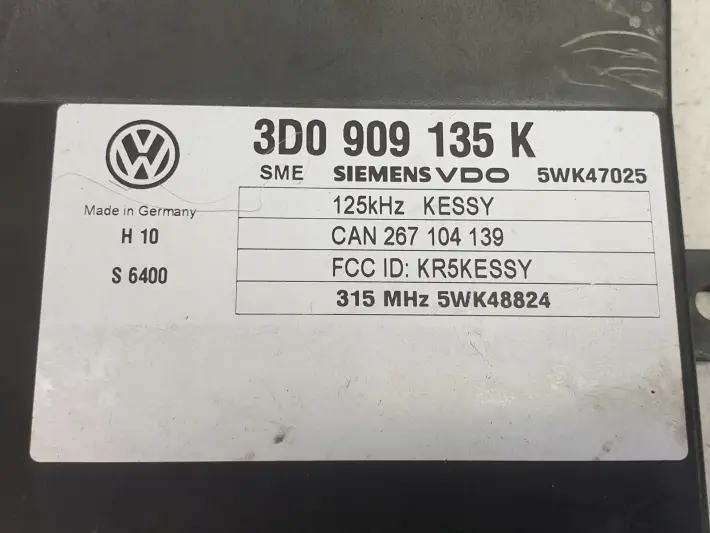 3D0 909 135 K
SME SIEMENS VDO 5WK47025
Made in Germany
H 10
S 6400
125kHz KESSY
CAN 267 104 139
FCC ID: KR5KESSY
315 MHz 5WK48824